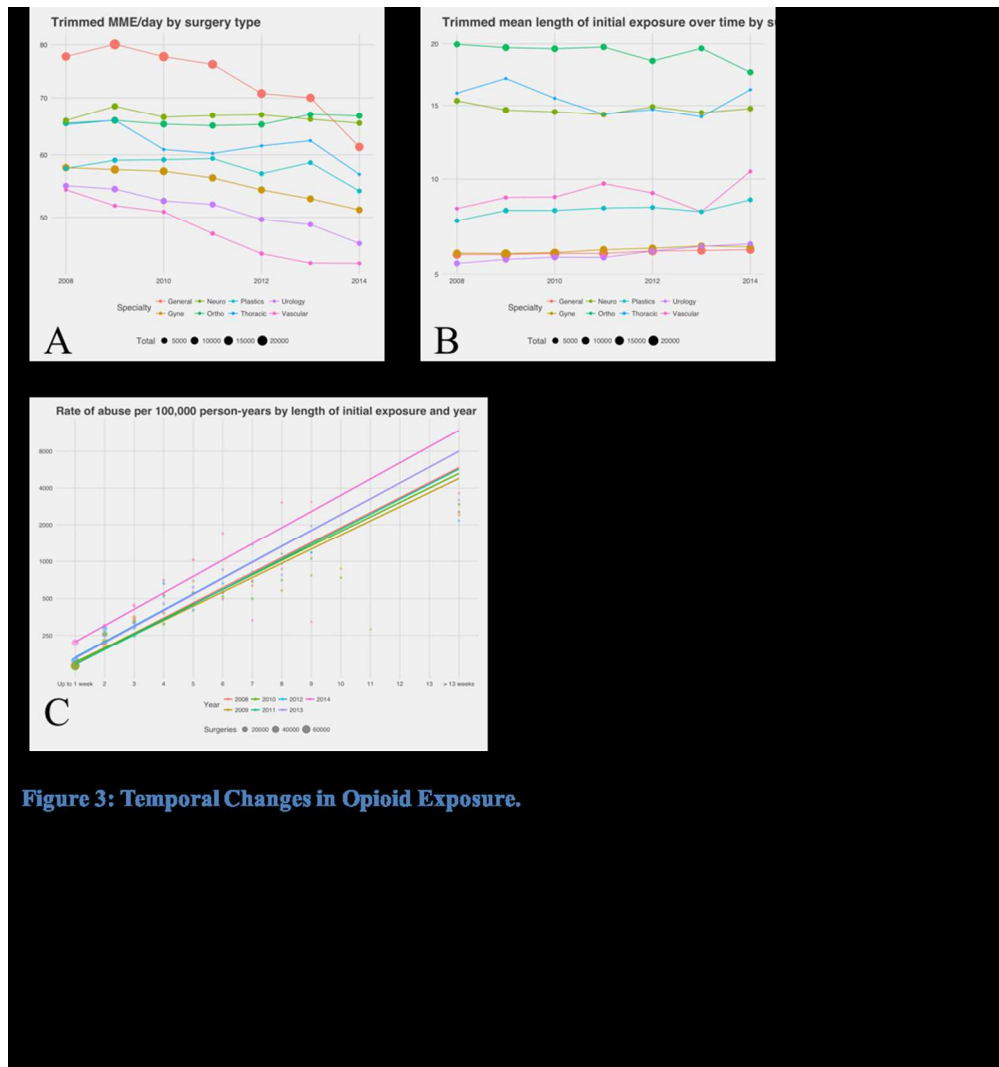 Trimmed MME/day by surgery type
80
70
60
50
2008 2010 2012 2014
Specialty General Neuro Plastics Urology
Gyne Ortho Thoracic Vascular
Total 5000 10000 15000 20000
A
Trimmed mean length of initial exposure over time by s
20
15
10
5
2008 2010 2012 2014
Specialty General Neuro Plastics Urology
Gyne Ortho Thoracic Vascular
Total 5000 10000 15000 20000
B
Rate of abuse per 100,000 person-years by length of initial exposure and year
8000
4000
2000
1000
500
250
Up to 1 week 2 3 4 5 6 7 8 9 10 11 12 13 > 13 weeks
Year 2008 2010 2012 2014
2009 2011 2013
Surgeries 20000 40000 60000
C
Figure 3: Temporal Changes in Opioid Exposure.